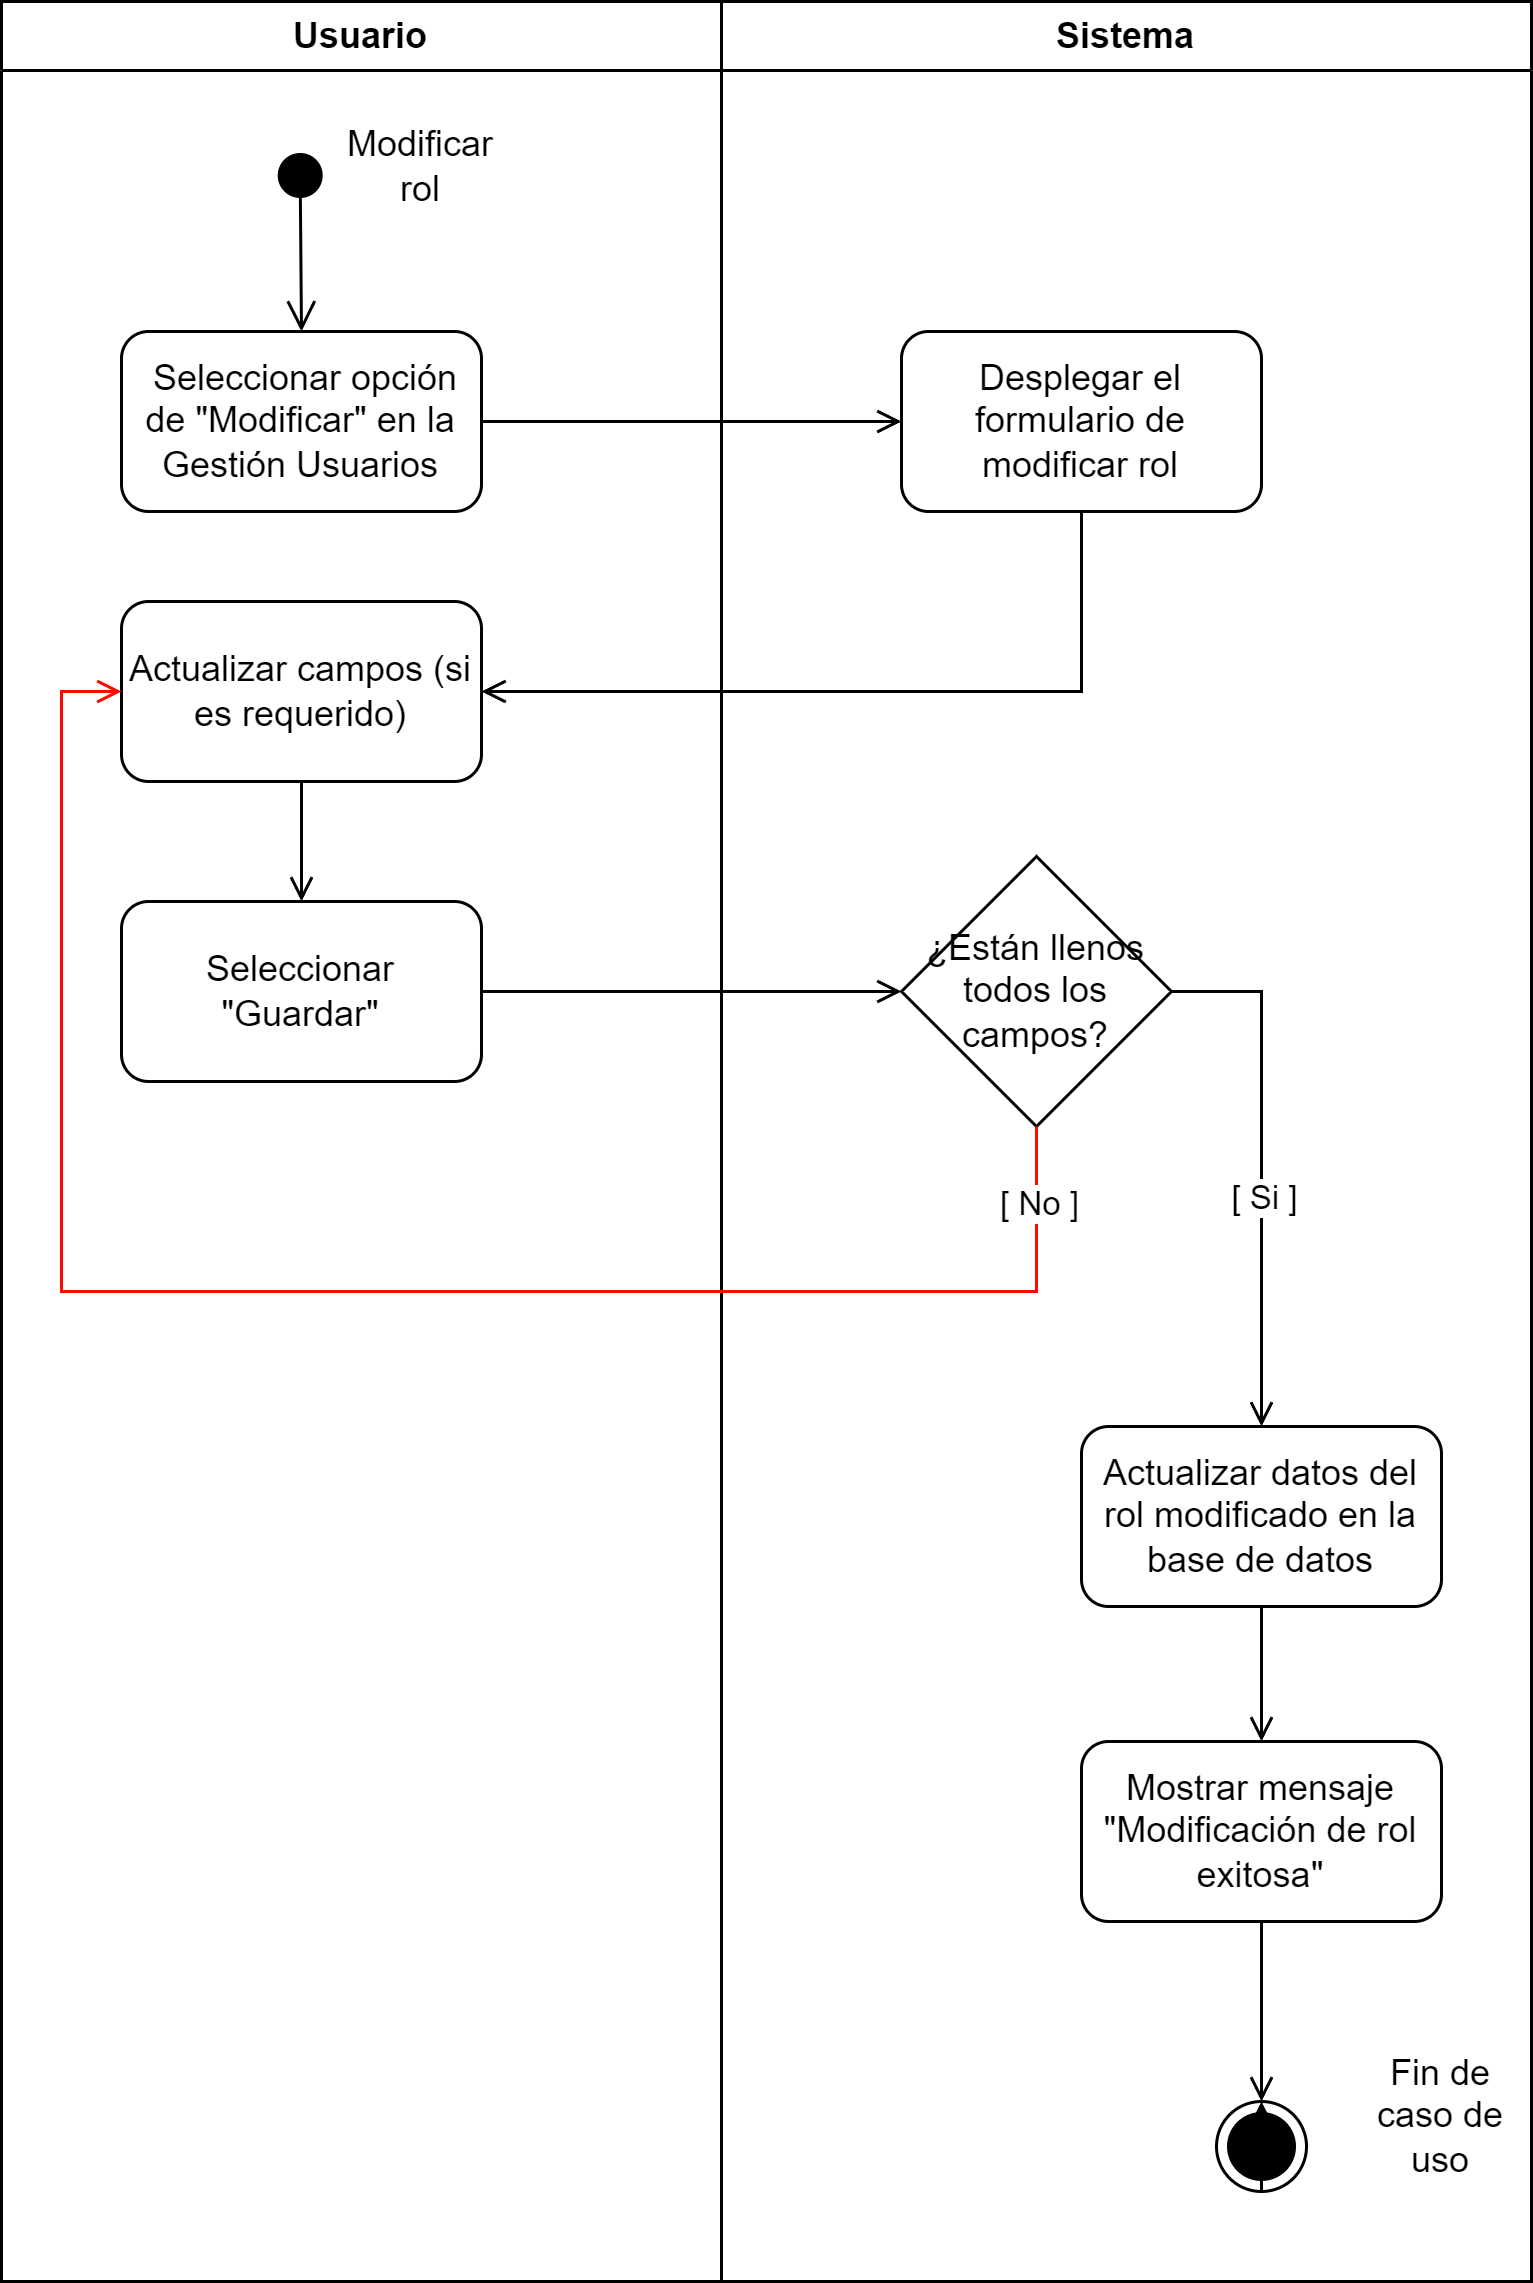 Usuario
Sistema
Modificar
rol
Seleccionar opción
de "Modificar" en la
Gestión Usuarios
Desplegar el
formulario de
modificar rol
Actualizar campos (si
es requerido)
Seleccionar
"Guardar"
¿Están llenos
todos los
campos?
[ No ]
[ Si ]
Actualizar datos del
rol modificado en la
base de datos
Mostrar mensaje
"Modificación de rol
exitosa"
Fin de
caso de
uso